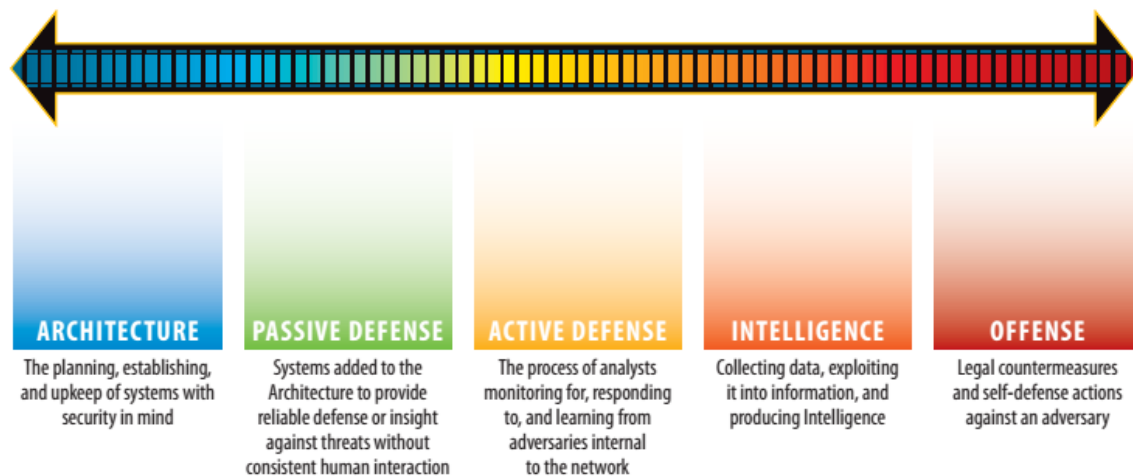 ARCHITECTURE
The planning, establishing,
and upkeep of systems with
security in mind
PASSIVE DEFENSE
Systems added to the
Architecture to provide
reliable defense or insight
against threats without
consistent human interaction
ACTIVE DEFENSE
The process of analysts
monitoring for, responding
to, and learning from
adversaries internal
to the network
INTELLIGENCE
Collecting data, exploiting
it into information, and
producing Intelligence
OFFENSE
Legal countermeasures
and self-defense actions
against an adversary